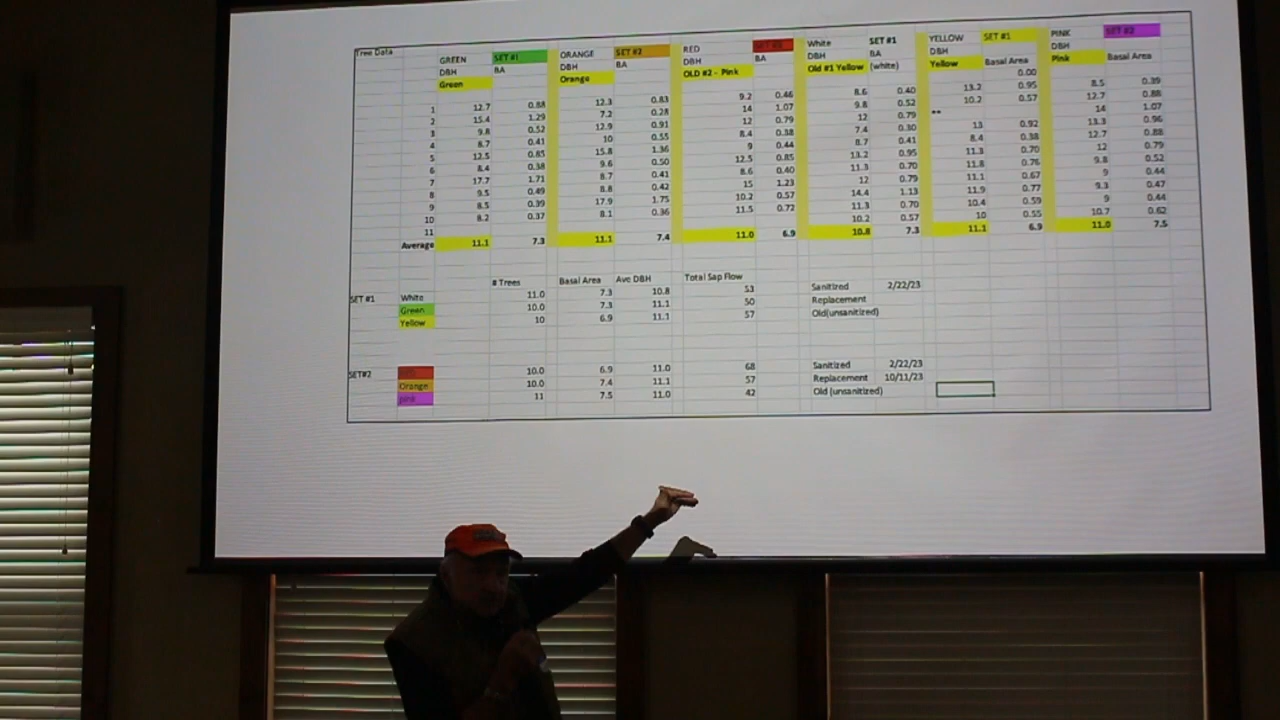 Tree Data
GREEN SET #1 ORANGE SET #2 RED White SET #1 YELLOW SET #1 PINK SET #2
DBH BA DBH BA DBH BA DBH BA DBH Basal Area DBH Basal Area
Green Orange OLD #2 - Pink Old #1 Yellow (white) Yellow Pink
0.00
1 12.7 0.88 12.3 0.83 9.2 0.46 8.6 0.40 13.2 0.95 8.5 0.39
2 15.4 1.29 7.2 0.28 14 1.07 9.8 0.52 10.2 0.57 12.7 0.88
3 9.8 0.52 12.9 0.91 12 0.79 12 0.79 ** 14 1.07
4 8.7 0.41 10 0.55 8.4 0.38 7.4 0.30 13 0.92 13.3 0.96
5 12.5 0.85 15.8 1.36 9 0.44 8.7 0.41 8.4 0.38 12.7 0.88
6 8.4 0.38 9.6 0.50 12.5 0.85 13.2 0.95 11.3 0.70 12 0.79
7 17.7 1.71 8.7 0.41 8.6 0.40 11.3 0.70 11.8 0.76 9.8 0.52
8 9.5 0.49 8.8 0.42 15 1.23 12 0.79 11.1 0.67 9 0.44
9 8.5 0.39 17.9 1.75 10.2 0.57 14.4 1.13 11.9 0.77 9.3 0.47
10 8.2 0.37 8.1 0.36 11.5 0.72 11.3 0.70 10.4 0.59 9 0.44
11 10.2 0.57 10 0.55 10.7 0.62
Average 11.1 7.3 11.1 7.4 11.0 6.9 10.8 7.3 11.1 6.9 11.0 7.5
# Trees Basal Area Ave DBH Total Sap Flow
SET #1 White 11.0 7.3 10.8 53 Sanitized 2/22/23
Green 10.0 7.3 11.1 50 Replacement
Yellow 10 6.9 11.1 57 Old(unsanitized)
SET#2 10.0 6.9 11.0 68 Sanitized 2/22/23
Orange 10.0 7.4 11.1 57 Replacement 10/11/23
pink 11 7.5 11.0 42 Old (unsanitized)